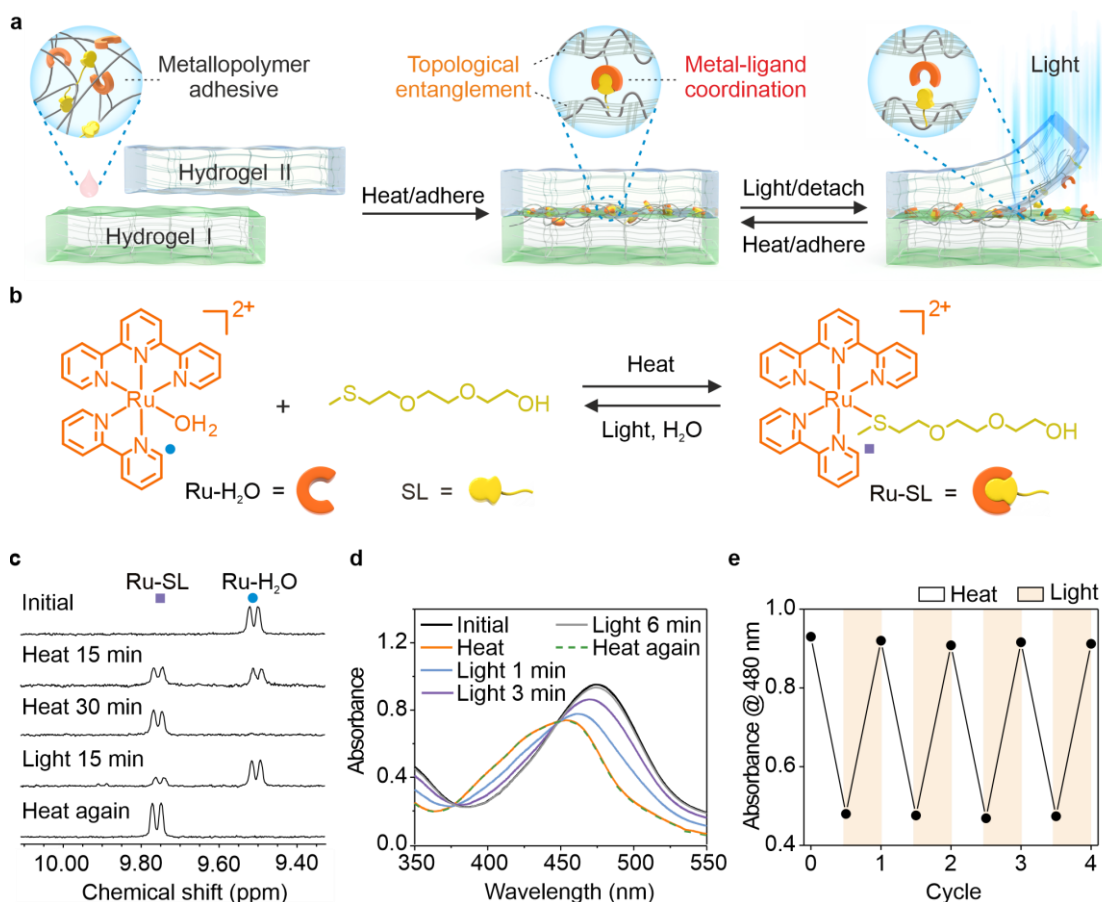 a
Metallopolymer
adhesive
Hydrogel II
Hydrogel I
Heat/adhere
Topological
entanglement
Metal-ligand
coordination
Light/detach
Heat/adhere
Light
b
2+
N
N
N
Ru
N
OH₂
N
Ru-H₂O =
+
S
O
O
OH
SL =
Heat
Light, H₂O
2+
N
N
N
Ru
N
S
N
O
O
OH
Ru-SL =
c
Ru-SL
Ru-H₂O
Initial
Heat 15 min
Heat 30 min
Light 15 min
Heat again
10.00 9.80 9.60 9.40
Chemical shift (ppm)
d
Initial
Heat
Light 1 min
Light 3 min
Light 6 min
Heat again
1.2
0.8
0.4
0.0
Absorbance
350 400 450 500 550
Wavelength (nm)
e
Heat Light
1.0
0.8
0.6
0.4
Absorbance @ 480 nm
0 1 2 3 4
Cycle